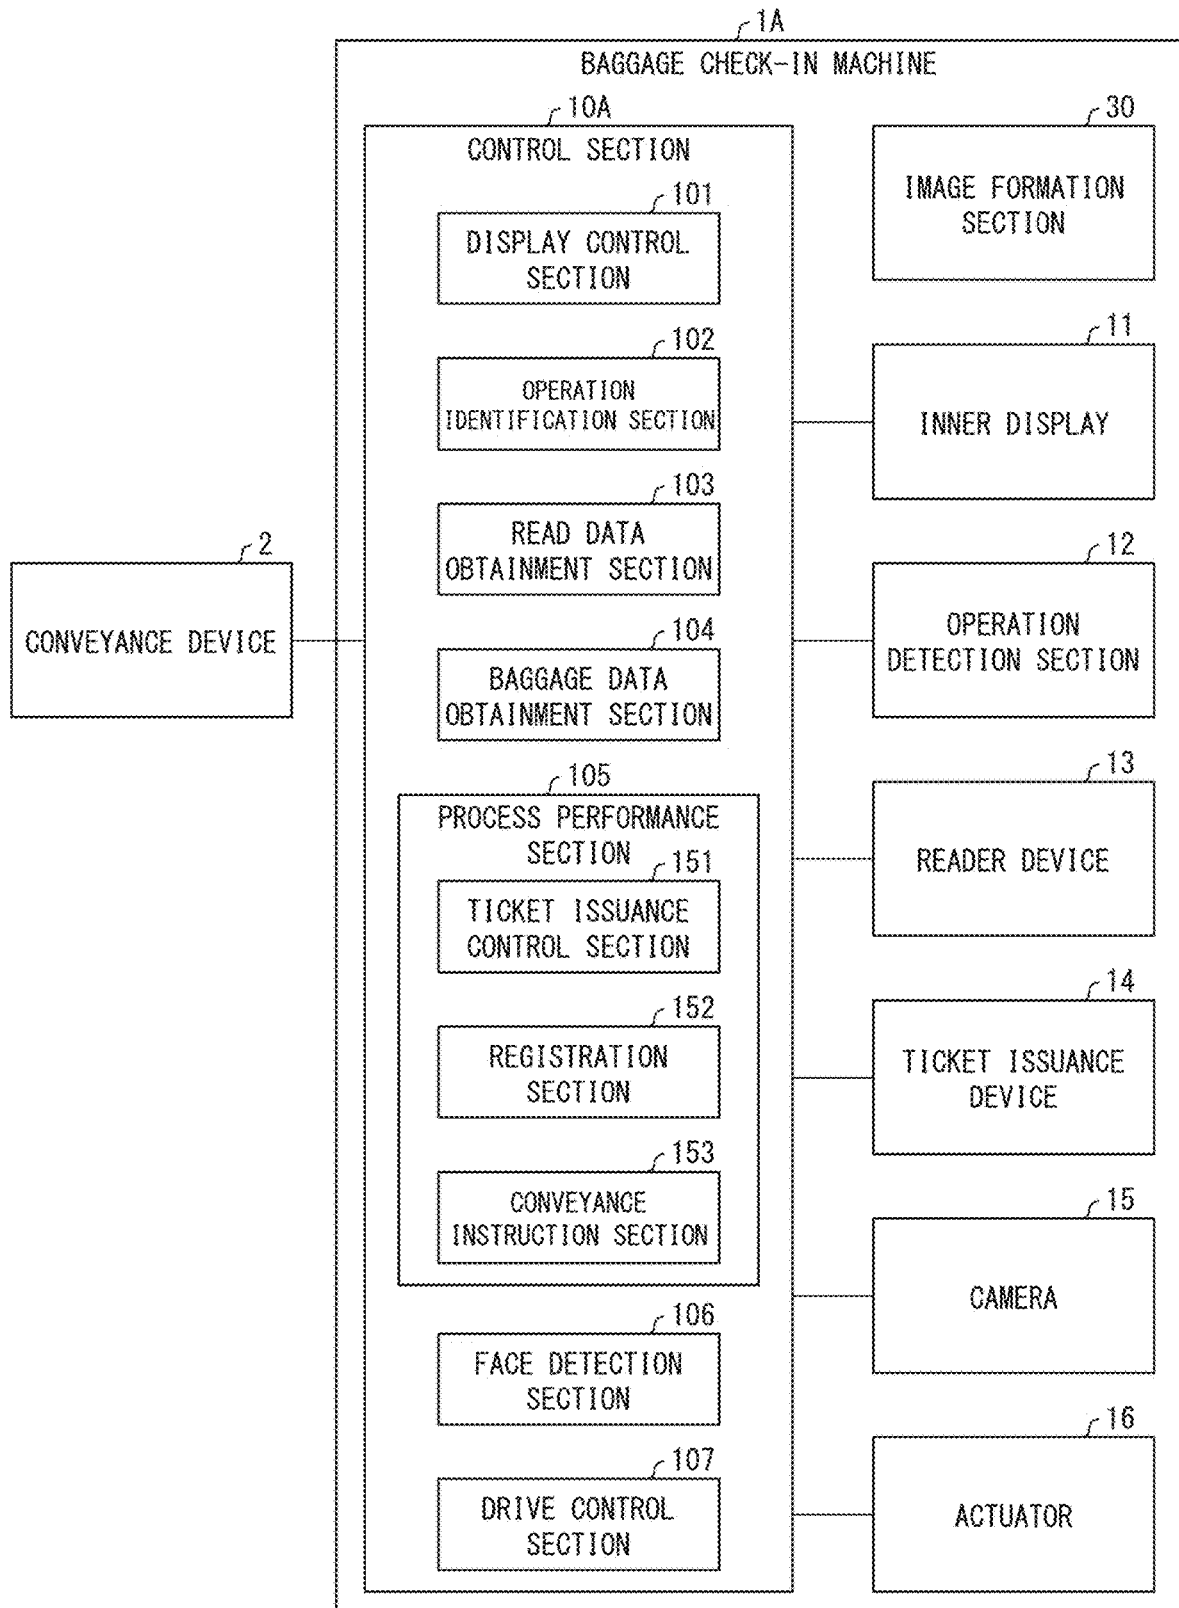 1A
BAGGAGE CHECK-IN MACHINE
10A
CONTROL SECTION
101
DISPLAY CONTROL
SECTION
102
OPERATION
IDENTIFICATION SECTION
103
READ DATA
OBTAINMENT SECTION
104
BAGGAGE DATA
OBTAINMENT SECTION
105
PROCESS PERFORMANCE
SECTION
151
TICKET ISSUANCE
CONTROL SECTION
152
REGISTRATION
SECTION
153
CONVEYANCE
INSTRUCTION SECTION
106
FACE DETECTION
SECTION
107
DRIVE CONTROL
SECTION
2
CONVEYANCE DEVICE
30
IMAGE FORMATION
SECTION
11
INNER DISPLAY
12
OPERATION
DETECTION SECTION
13
READER DEVICE
14
TICKET ISSUANCE
DEVICE
15
CAMERA
16
ACTUATOR